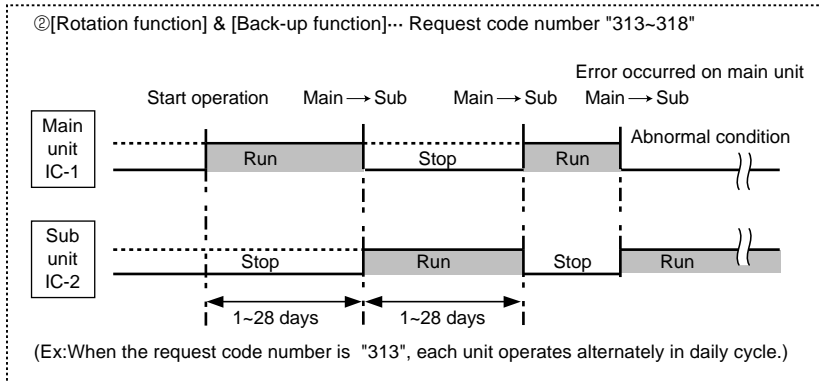 ②[Rotation function] & [Back-up function]··· Request code number "313~318"
Error occurred on main unit
Start operation Main → Sub Main → Sub Main → Sub
Main
unit
IC-1
Abnormal condition
Run Stop Run
Sub
unit
IC-2
Stop Run Stop Run
1~28 days 1~28 days
(Ex:When the request code number is "313", each unit operates alternately in daily cycle.)